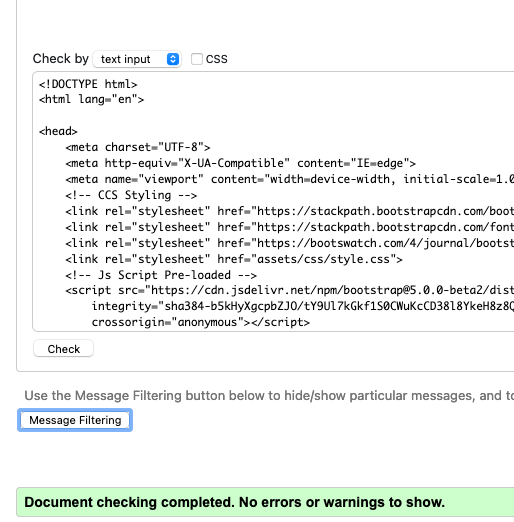 Check by text input CSS
<!DOCTYPE html>
<html lang="en">
<head>
<meta charset="UTF-8">
<meta http-equiv="X-UA-Compatible" content="IE=edge">
<meta name="viewport" content="width=device-width, initial-scale=1.0
<!-- CCS Styling -->
<link rel="stylesheet" href="https://stackpath.bootstrapcdn.com/boot
<link rel="stylesheet" href="https://stackpath.bootstrapcdn.com/font
<link rel="stylesheet" href="https://bootswatch.com/4/journal/bootst
<link rel="stylesheet" href="assets/css/style.css">
<!-- Js Script Pre-loaded -->
<script src="https://cdn.jsdelivr.net/npm/bootstrap@5.0.0-beta2/dist
integrity="sha384-b5kHyXgcpbZJO/tY9Ul7kGkf1S0CWuKcCD38l8YkeH8z8Q
crossorigin="anonymous"></script>
Check
Use the Message Filtering button below to hide/show particular messages, and to
Message Filtering
Document checking completed. No errors or warnings to show.